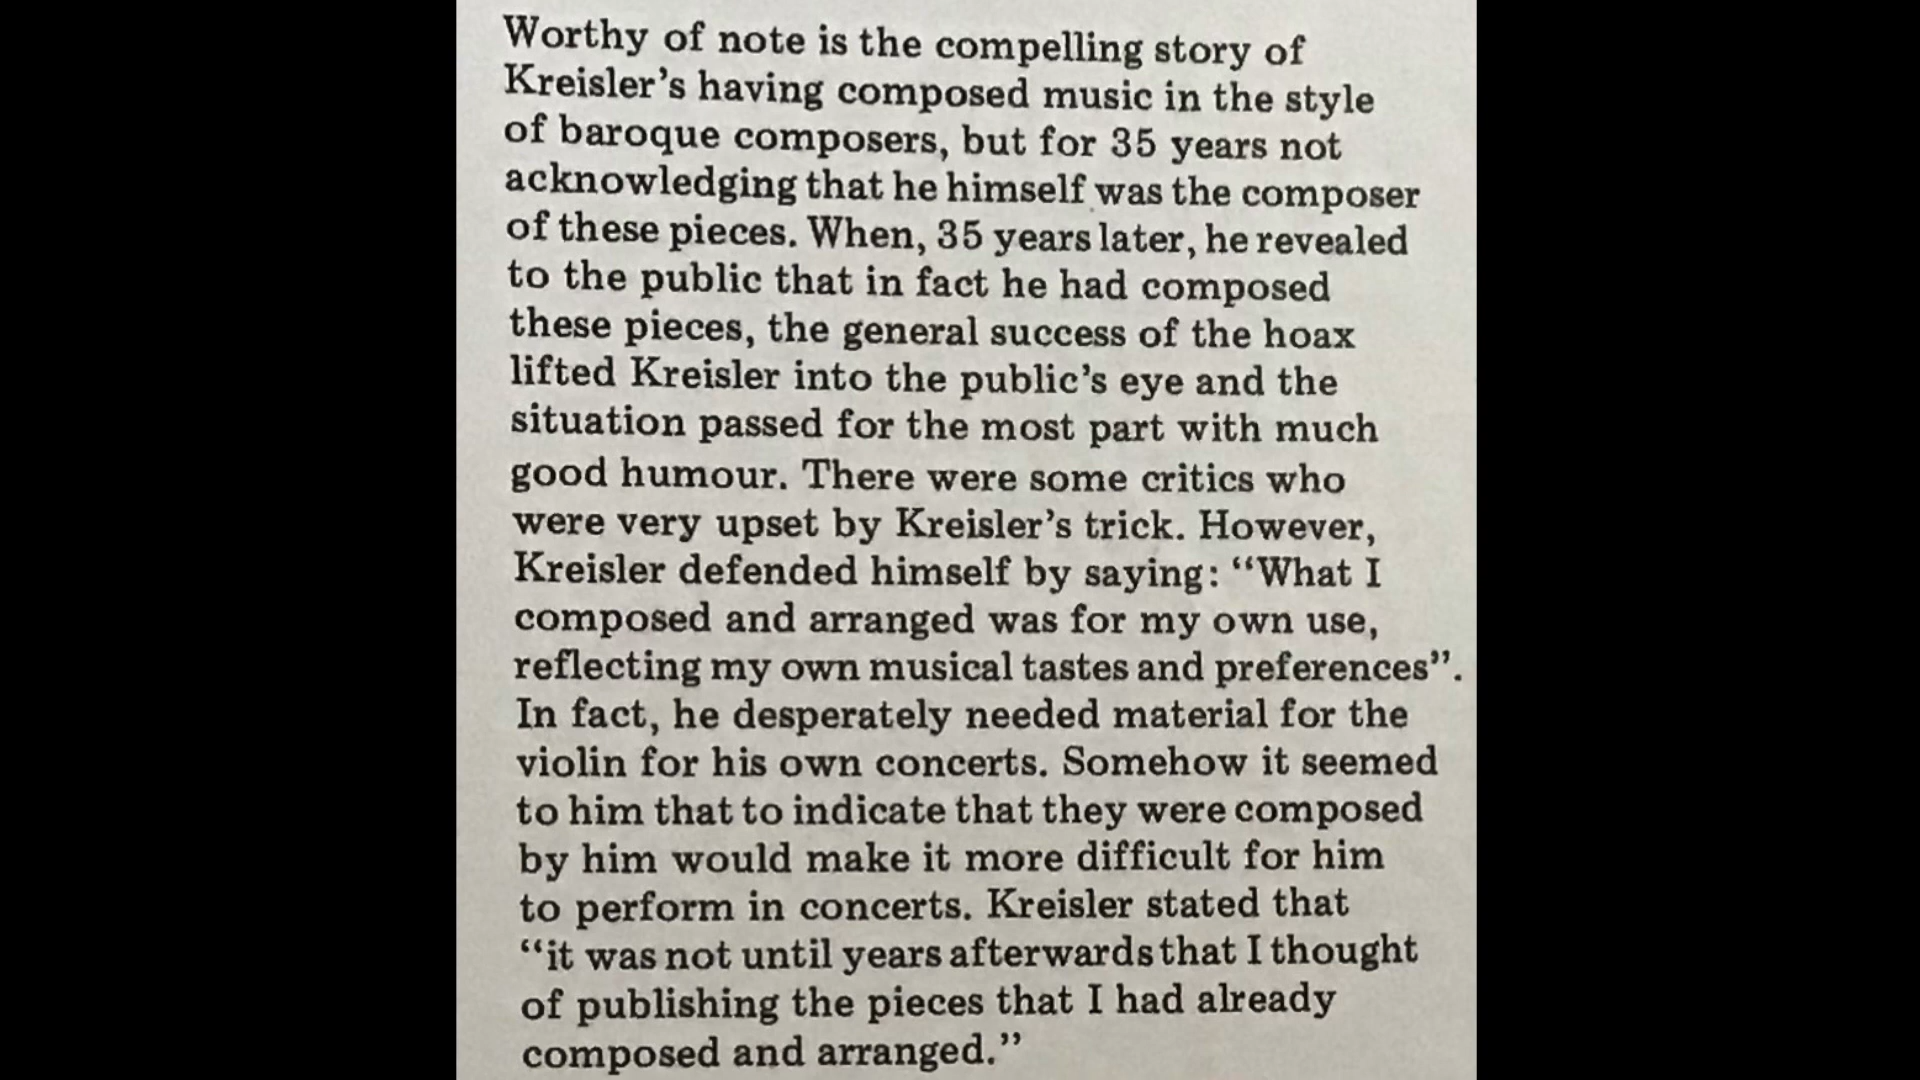 Worthy of note is the compelling story of
Kreisler’s having composed music in the style
of baroque composers, but for 35 years not
acknowledging that he himself was the composer
of these pieces. When, 35 years later, he revealed
to the public that in fact he had composed
these pieces, the general success of the hoax
lifted Kreisler into the public’s eye and the
situation passed for the most part with much
good humour. There were some critics who
were very upset by Kreisler’s trick. However,
Kreisler defended himself by saying: “What I
composed and arranged was for my own use,
reflecting my own musical tastes and preferences”.
In fact, he desperately needed material for the
violin for his own concerts. Somehow it seemed
to him that to indicate that they were composed
by him would make it more difficult for him
to perform in concerts. Kreisler stated that
“it was not until years afterwards that I thought
of publishing the pieces that I had already
composed and arranged.”